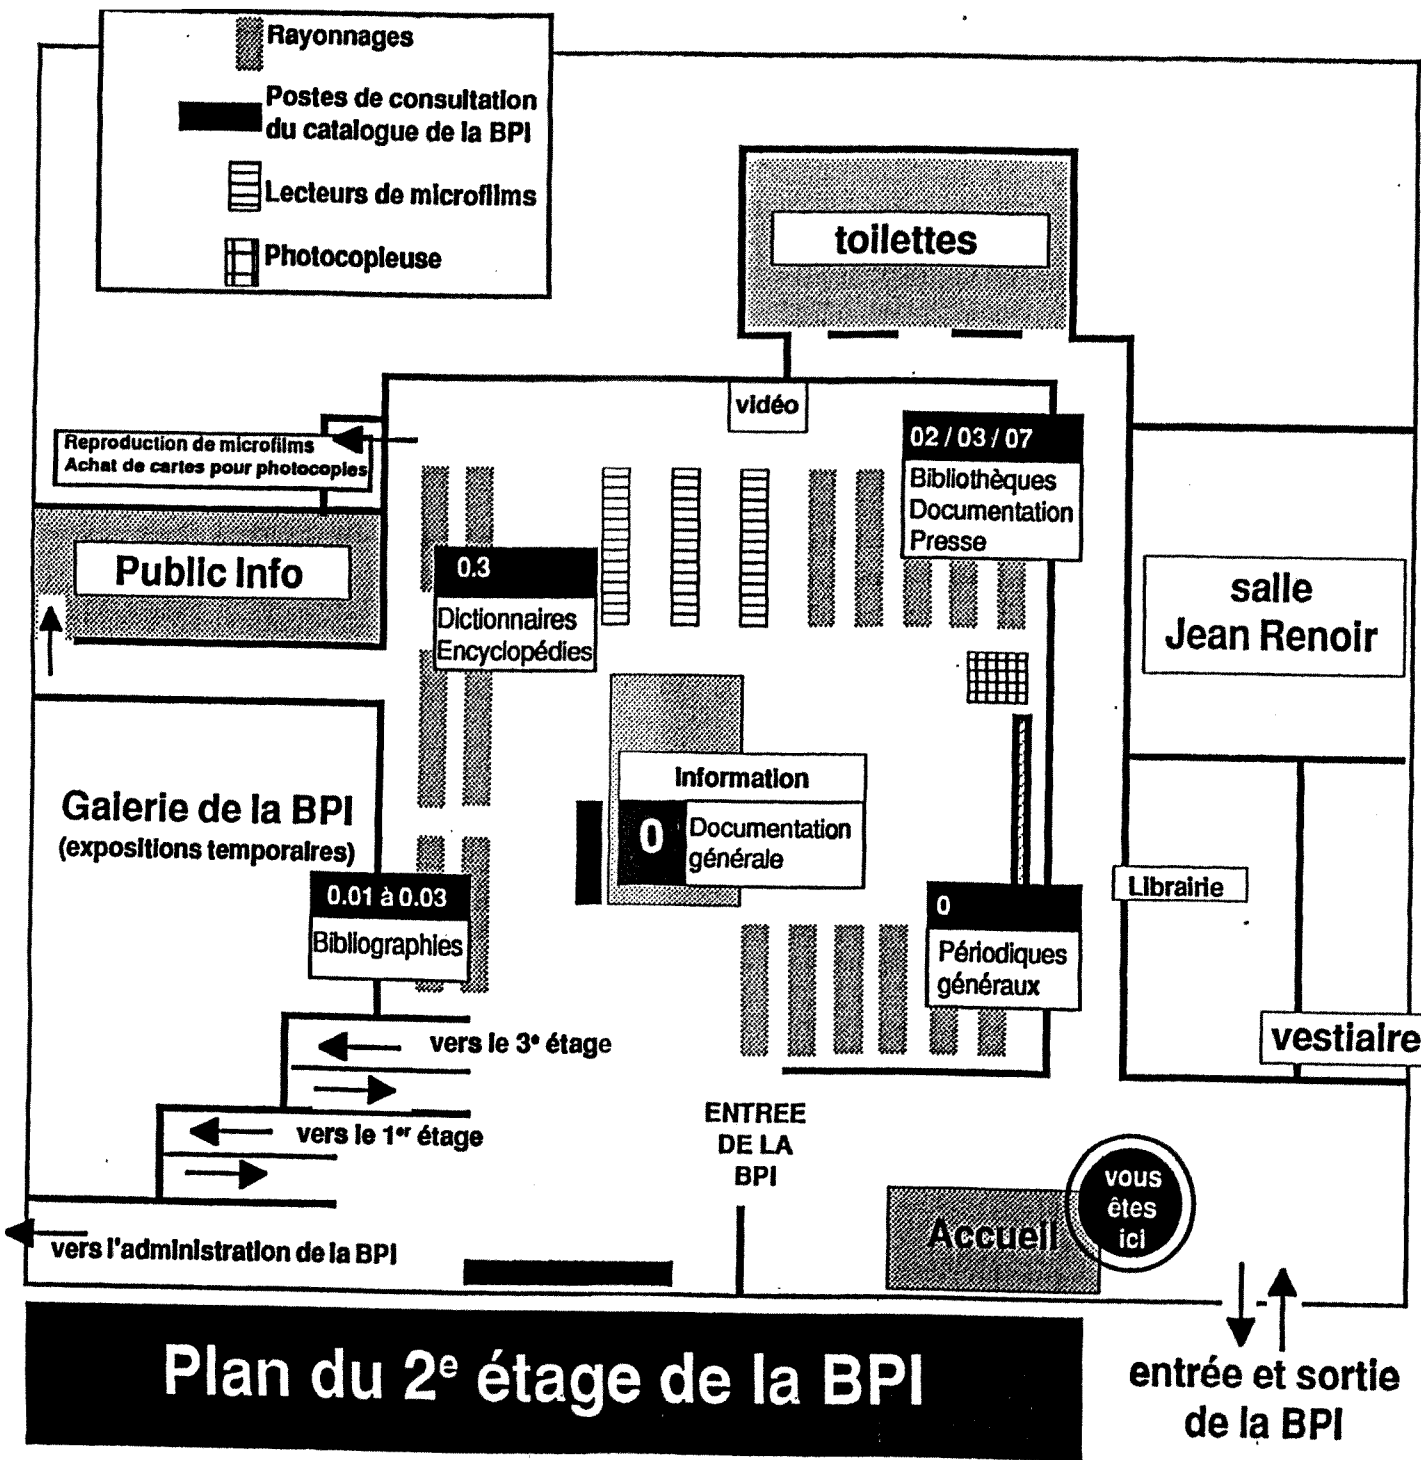 Rayonnages
Postes de consultation
du catalogue de la BPI
Lecteurs de microfilms
Photocopieuse
toilettes
vidéo
02 / 03 / 07
Bibliothèques
Documentation
Presse
Reproduction de microfilms
Achat de cartes pour photocopies
Public Info
0.3
Dictionnaires
Encyclopédies
salle
Jean Renoir
Information
0
Documentation
générale
Galerie de la BPI
(expositions temporaires)
0.01 à 0.03
Bibliographies
Librairie
0
Périodiques
généraux
vestiaire
vers le 3e étage
vers le 1er étage
ENTREE
DE LA
BPI
vous
êtes
ici
Accueil
vers l'administration de la BPI
Plan du 2e étage de la BPI
entrée et sortie
de la BPI